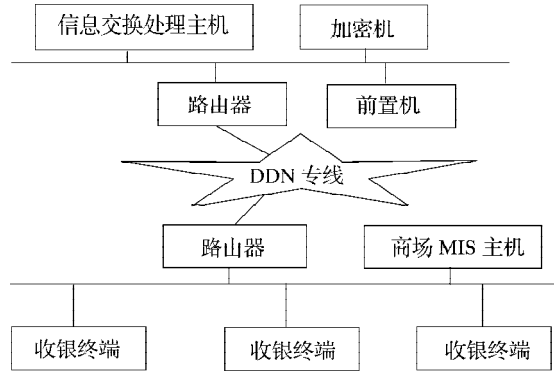 信息交换处理主机
加密机
路由器
前置机
DDN 专线
路由器
商场 MIS 主机
收银终端
收银终端
收银终端